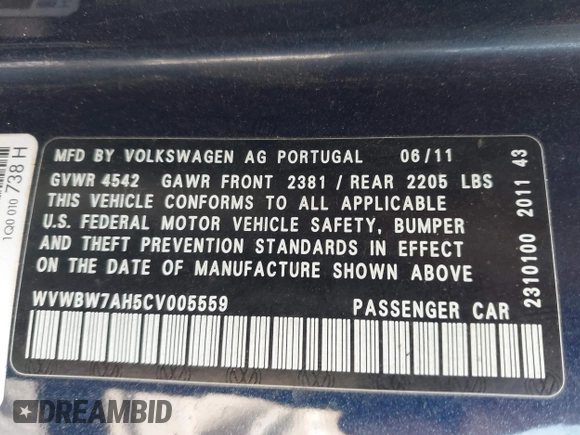 MFD BY VOLKSWAGEN AG PORTUGAL 06/11
GVWR 4542 GAWR FRONT 2381 / REAR 2205 LBS
THIS VEHICLE CONFORMS TO ALL APPLICABLE
U.S. FEDERAL MOTOR VEHICLE SAFETY, BUMPER
AND THEFT PREVENTION STANDARDS IN EFFECT
ON THE DATE OF MANUFACTURE SHOWN ABOVE
WVWBW7AH5CV005559 PASSENGER CAR
2310100 2011 43
1Q0 010 738 H
DREAMBID